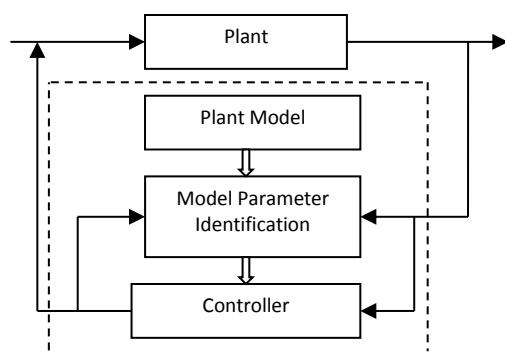 Plant
Plant Model
Model Parameter
Identification
Controller